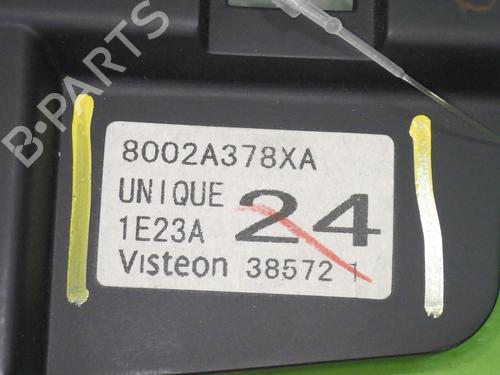 B-PARTS
8002A378XA
UNIQUE 24
1E23A
Visteon 38572 1